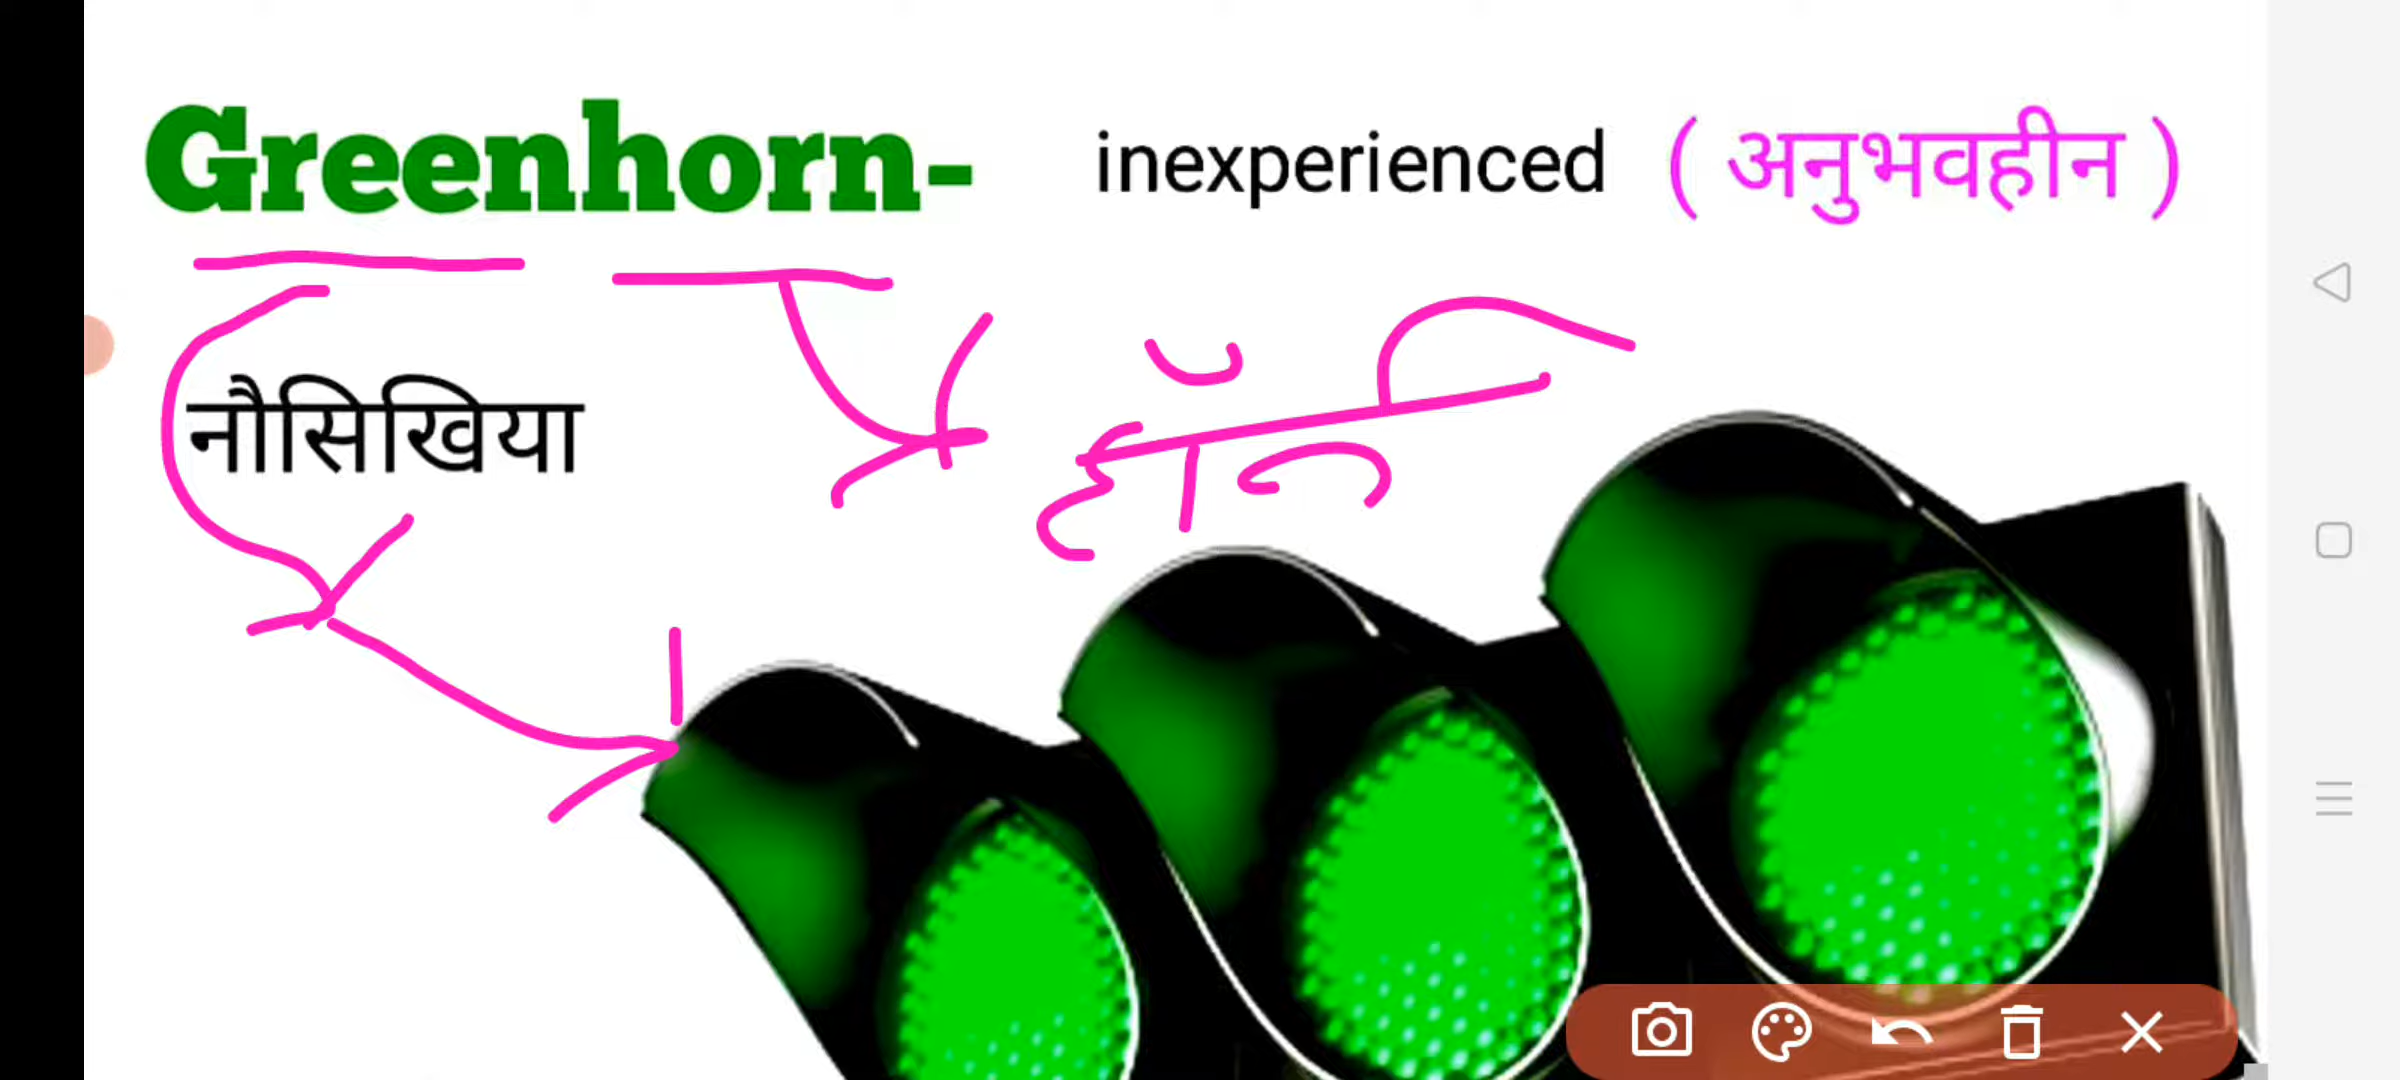 Greenhorn- inexperienced ( अनुभवहीन )
नौसिखिया
हॉर्न